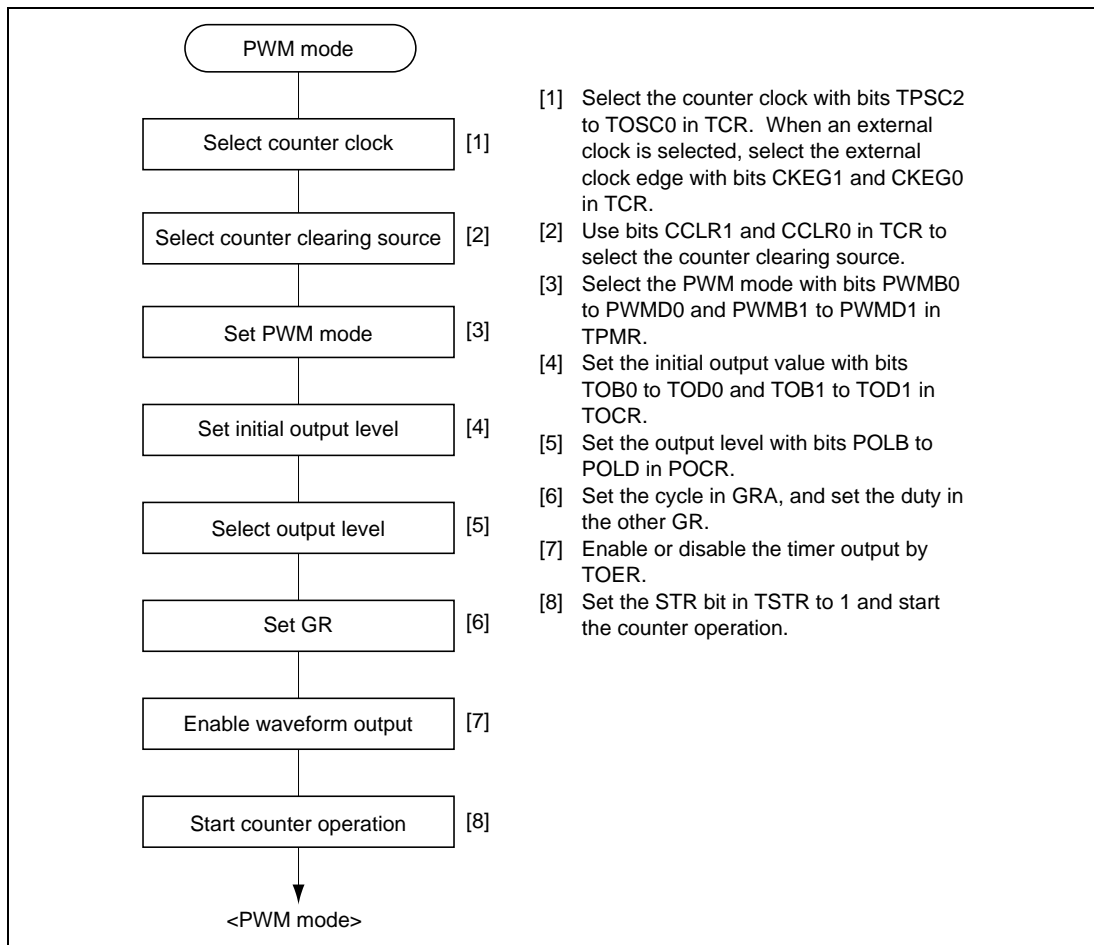 PWM mode
Select counter clock
[1]
Select counter clearing source
[2]
Set PWM mode
[3]
Set initial output level
[4]
Select output level
[5]
Set GR
[6]
Enable waveform output
[7]
Start counter operation
[8]
<PWM mode>
[1] Select the counter clock with bits TPSC2
to TOSC0 in TCR. When an external
clock is selected, select the external
clock edge with bits CKEG1 and CKEG0
in TCR.
[2] Use bits CCLR1 and CCLR0 in TCR to
select the counter clearing source.
[3] Select the PWM mode with bits PWMB0
to PWMD0 and PWMB1 to PWMD1 in
TPMR.
[4] Set the initial output value with bits
TOB0 to TOD0 and TOB1 to TOD1 in
TOCR.
[5] Set the output level with bits POLB to
POLD in POCR.
[6] Set the cycle in GRA, and set the duty in
the other GR.
[7] Enable or disable the timer output by
TOER.
[8] Set the STR bit in TSTR to 1 and start
the counter operation.